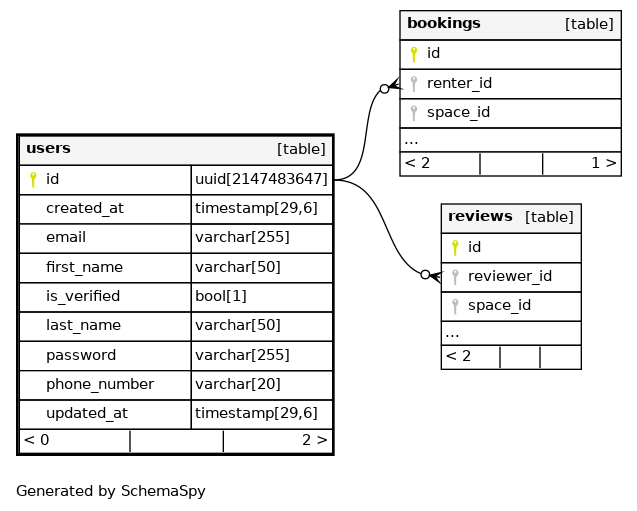 bookings [table]
id
renter_id
space_id
...
< 2 1 >
users [table]
id uuid[2147483647]
created_at timestamp[29,6]
email varchar[255]
first_name varchar[50]
is_verified bool[1]
last_name varchar[50]
password varchar[255]
phone_number varchar[20]
updated_at timestamp[29,6]
< 0 2 >
reviews [table]
id
reviewer_id
space_id
...
< 2
Generated by SchemaSpy